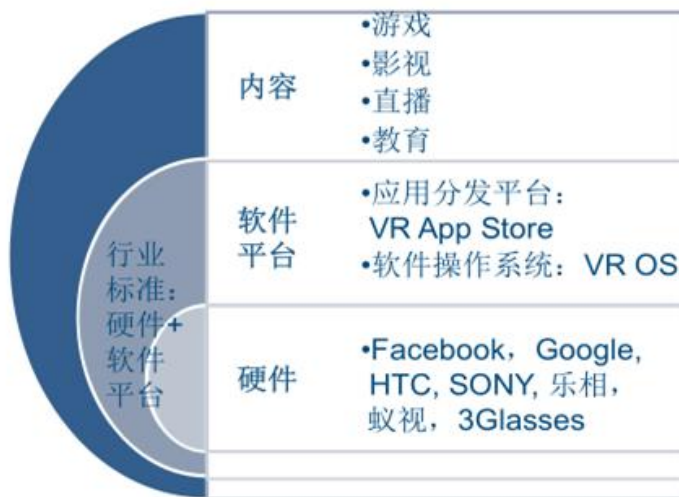 内容
•游戏
•影视
•直播
•教育
软件
平台
•应用分发平台：
VR App Store
•软件操作系统：VR OS
行业
标准：
硬件+
软件
平台
硬件
•Facebook，Google,
HTC, SONY, 乐相，
蚁视，3Glasses